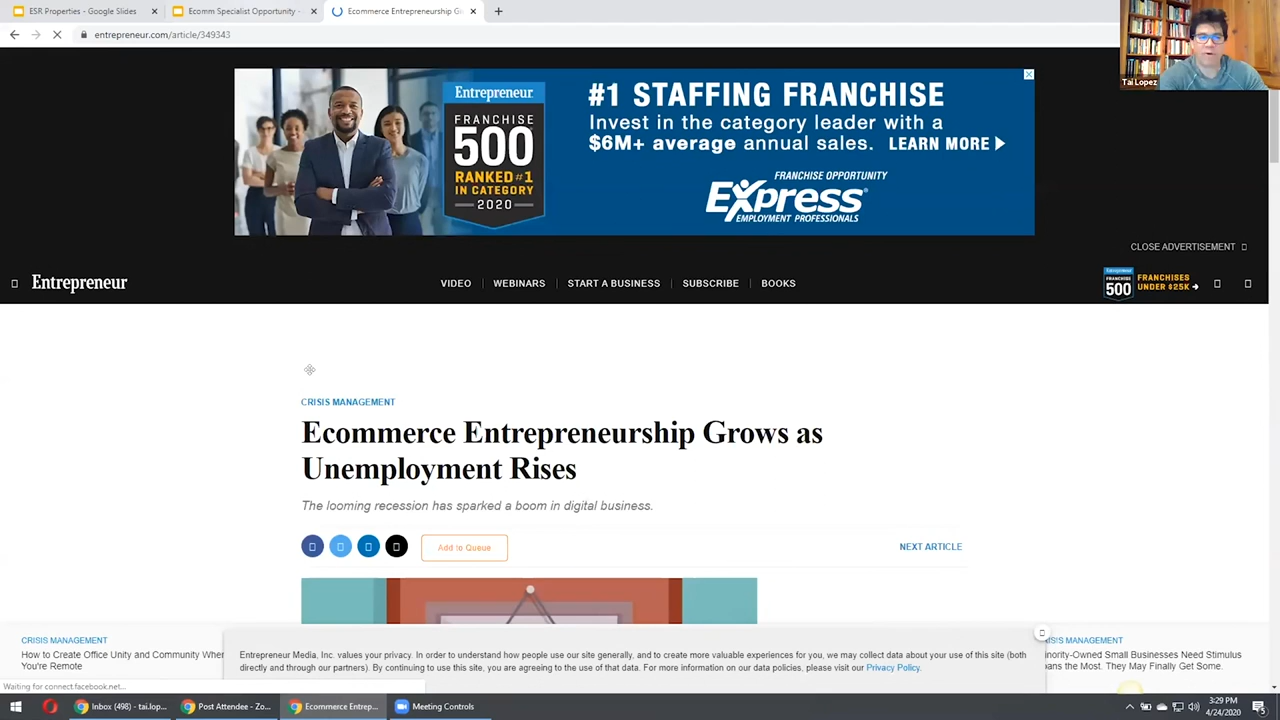 ESR Properties - Google Slides
Ecomm Specialist Opportunity -
Ecommerce Entrepreneurship G
entrepreneur.com/article/349343
Tai Lopez
Entrepreneur
FRANCHISE
500
RANKED #1
IN CATEGORY
2020
#1 STAFFING FRANCHISE
Invest in the category leader with a
$6M+ average annual sales. LEARN MORE
FRANCHISE OPPORTUNITY
EXpress
EMPLOYMENT PROFESSIONALS
CLOSE ADVERTISEMENT
Entrepreneur
VIDEO
WEBINARS
START A BUSINESS
SUBSCRIBE
BOOKS
500
FRANCHISES
UNDER $25K
CRISIS MANAGEMENT
Ecommerce Entrepreneurship Grows as
Unemployment Rises
The looming recession has sparked a boom in digital business.
Add to Queue
NEXT ARTICLE
CRISIS MANAGEMENT
How to Create Office Unity and Community When
You're Remote
Entrepreneur Media, Inc. values your privacy. In order to understand how people use our site generally, and to create more valuable experiences for you, we may collect data about your use of this site (both
directly and through our partners). By continuing to use this site, you are agreeing to the use of that data. For more information on our data policies, please visit our Privacy Policy.
MANAGEMENT
nority-Owned Small Businesses Need Stimulus
ans the Most. They May Finally Get Some.
Waiting for connect.facebook.net...
Inbox (498) - tai.lop...
Post Attendee - Zo...
Ecommerce Entrep...
Meeting Controls
3:29 PM
4/24/2020
5